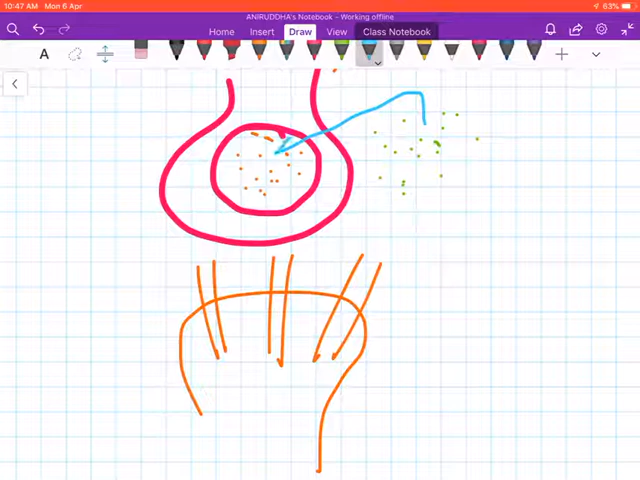 10:47 AM Mon 6 Apr
63%
ANIRUDDHA's Notebook - Working offline
Home Insert Draw View Class Notebook
A